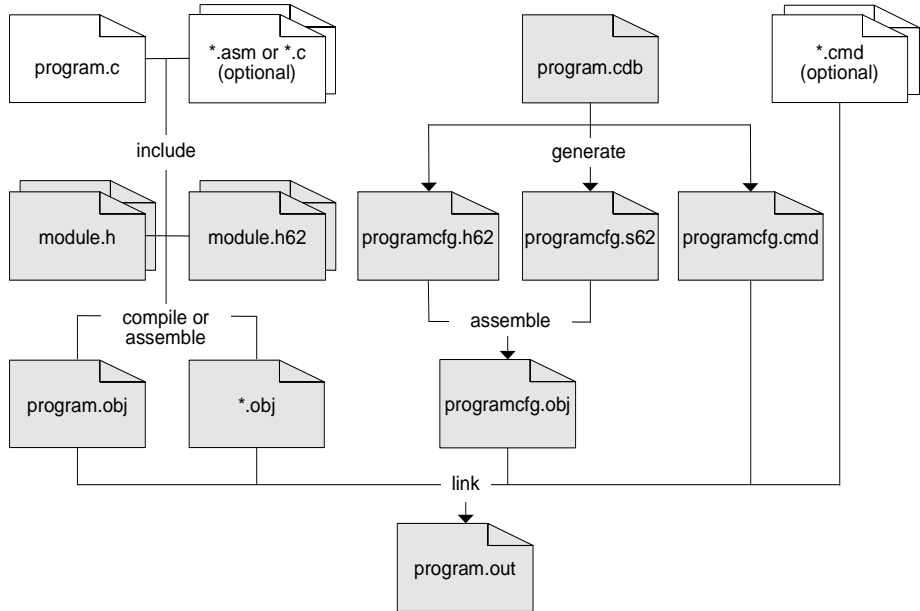 program.c
*.asm or *.c
(optional)
program.cdb
*.cmd
(optional)
include
generate
module.h
module.h62
programcfg.h62
programcfg.s62
programcfg.cmd
compile or
assemble
assemble
program.obj
*.obj
programcfg.obj
link
program.out